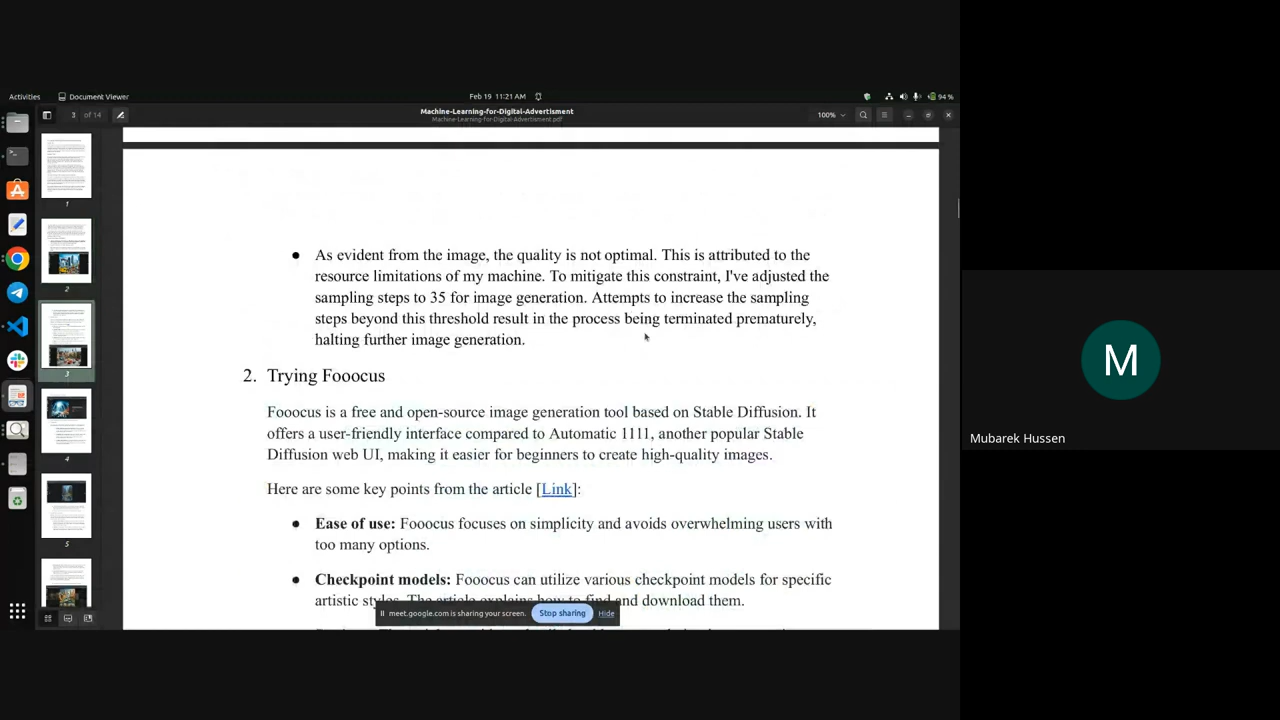 Activities
Document Viewer
Feb 19 11:21 AM
94 %
3 of 14
Machine-Learning-for-Digital-Advertisment
Machine-Learning-for-Digital-Advertisment.pdf
100%
● As evident from the image, the quality is not optimal. This is attributed to the
resource limitations of my machine. To mitigate this constraint, I've adjusted the
sampling steps to 35 for image generation. Attempts to increase the sampling
steps beyond this threshold result in the process being terminated prematurely,
halting further image generation.
2. Trying Fooocus
Fooocus is a free and open-source image generation tool based on Stable Diffusion. It
offers a user-friendly interface compared to Automatic 1111, another popular Stable
Diffusion web UI, making it easier for beginners to create high-quality images.
Here are some key points from the article [Link]:
● Ease of use: Fooocus focuses on simplicity and avoids overwhelming users with
too many options.
● Checkpoint models: Fooocus can utilize various checkpoint models for specific
artistic styles. The article explains how to find and download them.
meet.google.com is sharing your screen.
Stop sharing
Hide
1
2
3
4
5
M
Mubarek Hussen